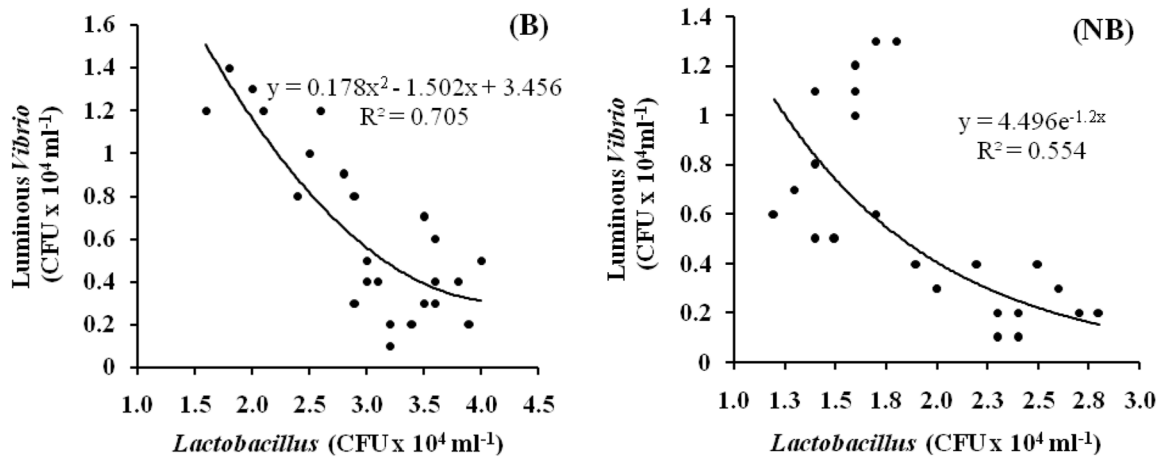 (B)
y = 0.178x² - 1.502x + 3.456
R² = 0.705
Luminous Vibrio
(CFU x 10⁴ ml⁻¹)
1.6
1.4
1.2
1
0.8
0.6
0.4
0.2
0
1.0 1.5 2.0 2.5 3.0 3.5 4.0 4.5
Lactobacillus (CFU x 10⁴ ml⁻¹)
(NB)
y = 4.496e⁻¹·²ˣ
R² = 0.554
Luminous Vibrio
(CFU x 10⁴ ml⁻¹)
1.4
1.2
1
0.8
0.6
0.4
0.2
0
1.0 1.3 1.5 1.8 2.0 2.3 2.5 2.8 3.0
Lactobacillus (CFU x 10⁴ ml⁻¹)